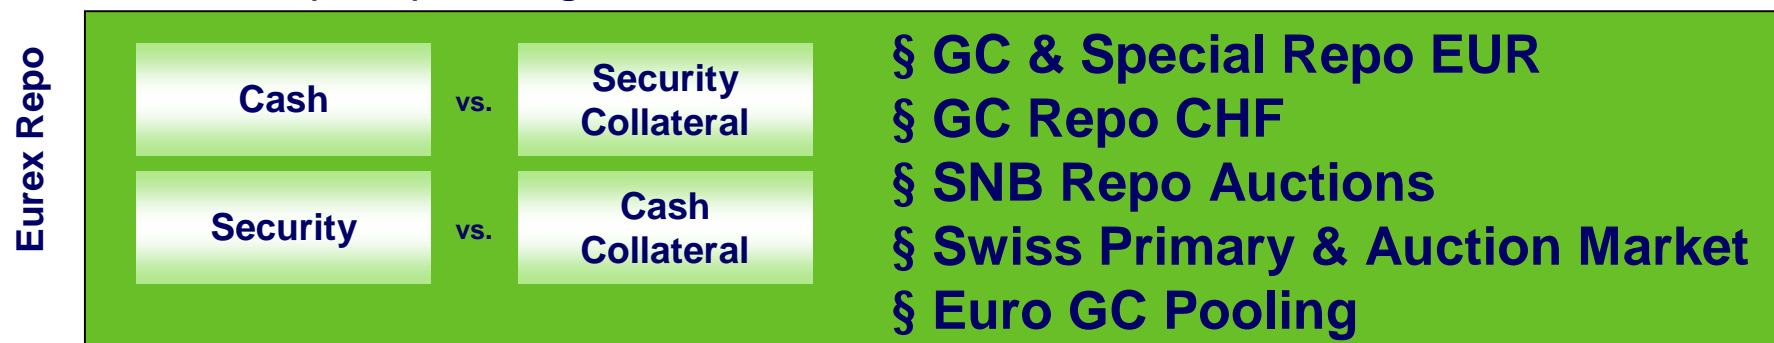 Eurex Repo
Cash
vs.
Security
Collateral
Security
vs.
Cash
Collateral
§ GC & Special Repo EUR
§ GC Repo CHF
§ SNB Repo Auctions
§ Swiss Primary & Auction Market
§ Euro GC Pooling